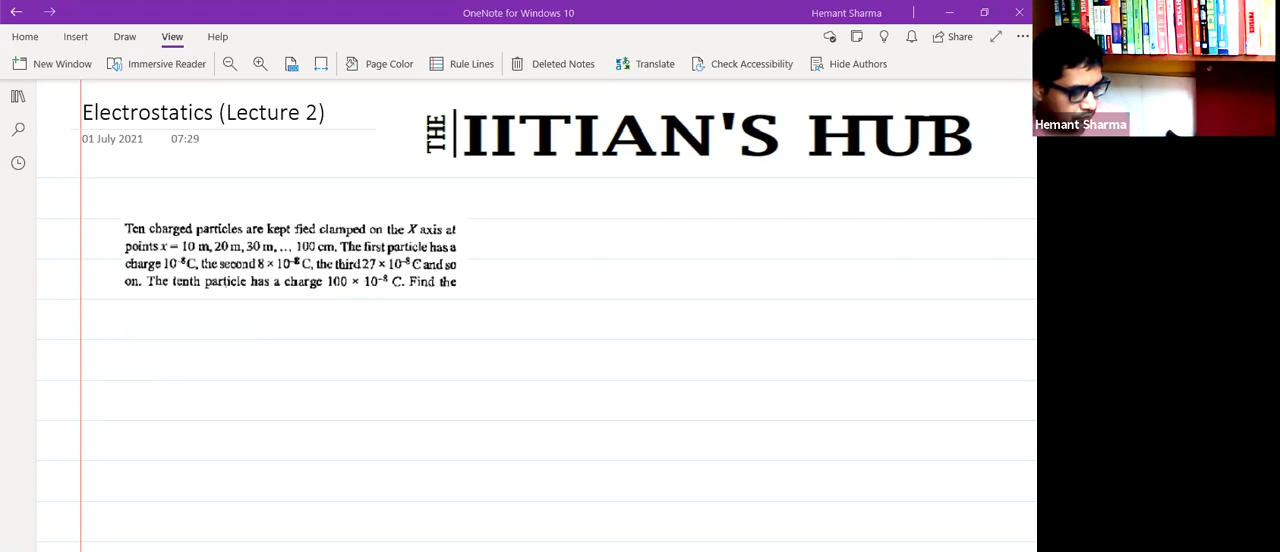 OneNote for Windows 10
Hemant Sharma
Home
Insert
Draw
View
Help
Share
New Window
Immersive Reader
Page Color
Rule Lines
Deleted Notes
Translate
Check Accessibility
Hide Authors
Hemant Sharma
Electrostatics (Lecture 2)
01 July 2021 07:29
THE IITIAN'S HUB
Ten charged particles are kept fied clamped on the X axis at
points x = 10 m, 20 m, 30 m, ..., 100 cm. The first particle has a
charge 10⁻⁸ C, the second 8 × 10⁻⁸ C, the third 27 × 10⁻⁸ C and so
on. The tenth particle has a charge 100 × 10⁻⁸ C. Find the